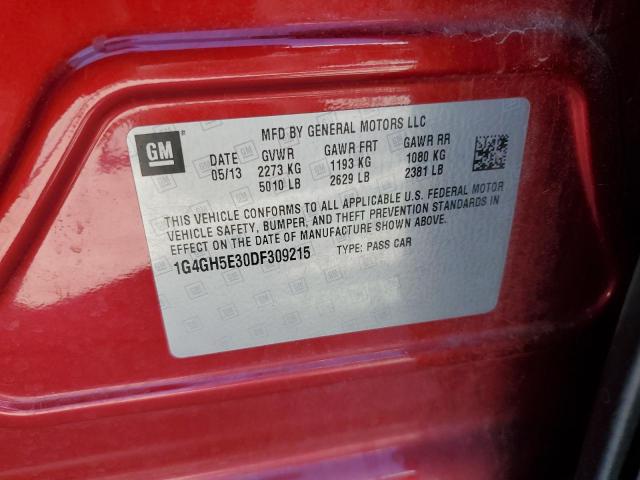 GM
MFD BY GENERAL MOTORS LLC
DATE GVWR GAWR FRT GAWR RR
05/13 2273 KG 1193 KG 1080 KG
5010 LB 2629 LB 2381 LB
THIS VEHICLE CONFORMS TO ALL APPLICABLE U.S. FEDERAL MOTOR
VEHICLE SAFETY, BUMPER, AND THEFT PREVENTION STANDARDS IN
EFFECT ON THE DATE OF MANUFACTURE SHOWN ABOVE.
1G4GH5E30DF309215 TYPE: PASS CAR